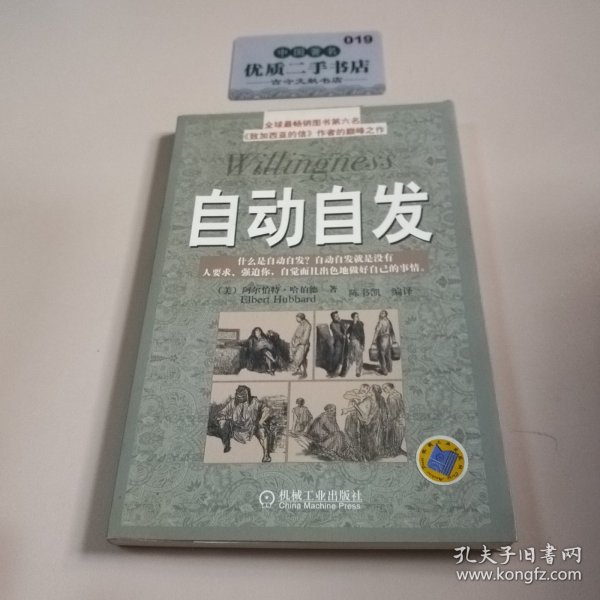 019
中国著名
优质二手书店
古今文献书店
全球最畅销图书第六名
《致加西亚的信》作者的巅峰之作
Willingness
自动自发
什么是自动自发？自动自发就是没有
人要求、强迫你，自觉而且出色地做好自己的事情。
（美）阿尔伯特·哈伯德 著
Elbert Hubbard
陈书凯 编译
机械工业出版社
China Machine Press
孔夫子旧书网
www.kongfz.com